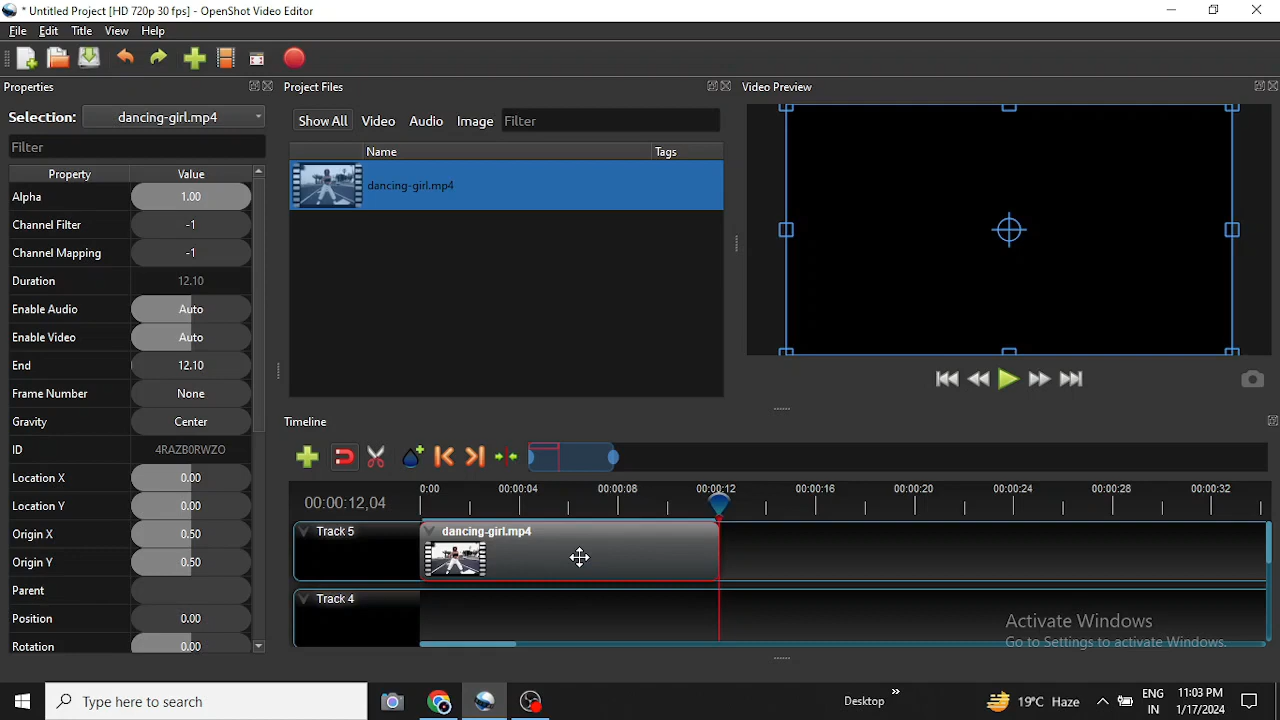 * Untitled Project [HD 720p 30 fps] - OpenShot Video Editor
File Edit Title View Help
Properties
Project Files
Video Preview
Selection: dancing-girl.mp4
Filter
Show All Video Audio Image Filter
Name Tags
dancing-girl.mp4
Property Value
Alpha 1.00
Channel Filter -1
Channel Mapping -1
Duration 12.10
Enable Audio Auto
Enable Video Auto
End 12.10
Frame Number None
Gravity Center
ID 4RAZB0RWZO
Location X 0.00
Location Y 0.00
Origin X 0.50
Origin Y 0.50
Parent
Position 0.00
Rotation 0.00
Timeline
00:00:12,04
0:00 00:00:04 00:00:08 00:00:12 00:00:16 00:00:20 00:00:24 00:00:28 00:00:32
Track 5 dancing-girl.mp4
Track 4
Activate Windows
Go to Settings to activate Windows.
Type here to search
Desktop
19°C Haze
ENG
IN
11:03 PM
1/17/2024